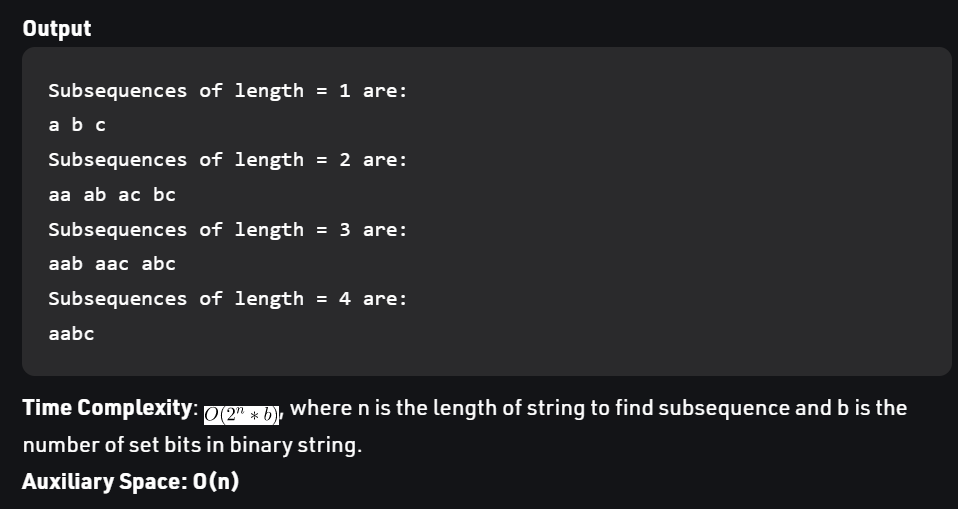 Output
Subsequences of length = 1 are:
a b c
Subsequences of length = 2 are:
aa ab ac bc
Subsequences of length = 3 are:
aab aac abc
Subsequences of length = 4 are:
aabc
Time Complexity: O(2ⁿ * b), where n is the length of string to find subsequence and b is the
number of set bits in binary string.
Auxiliary Space: O(n)